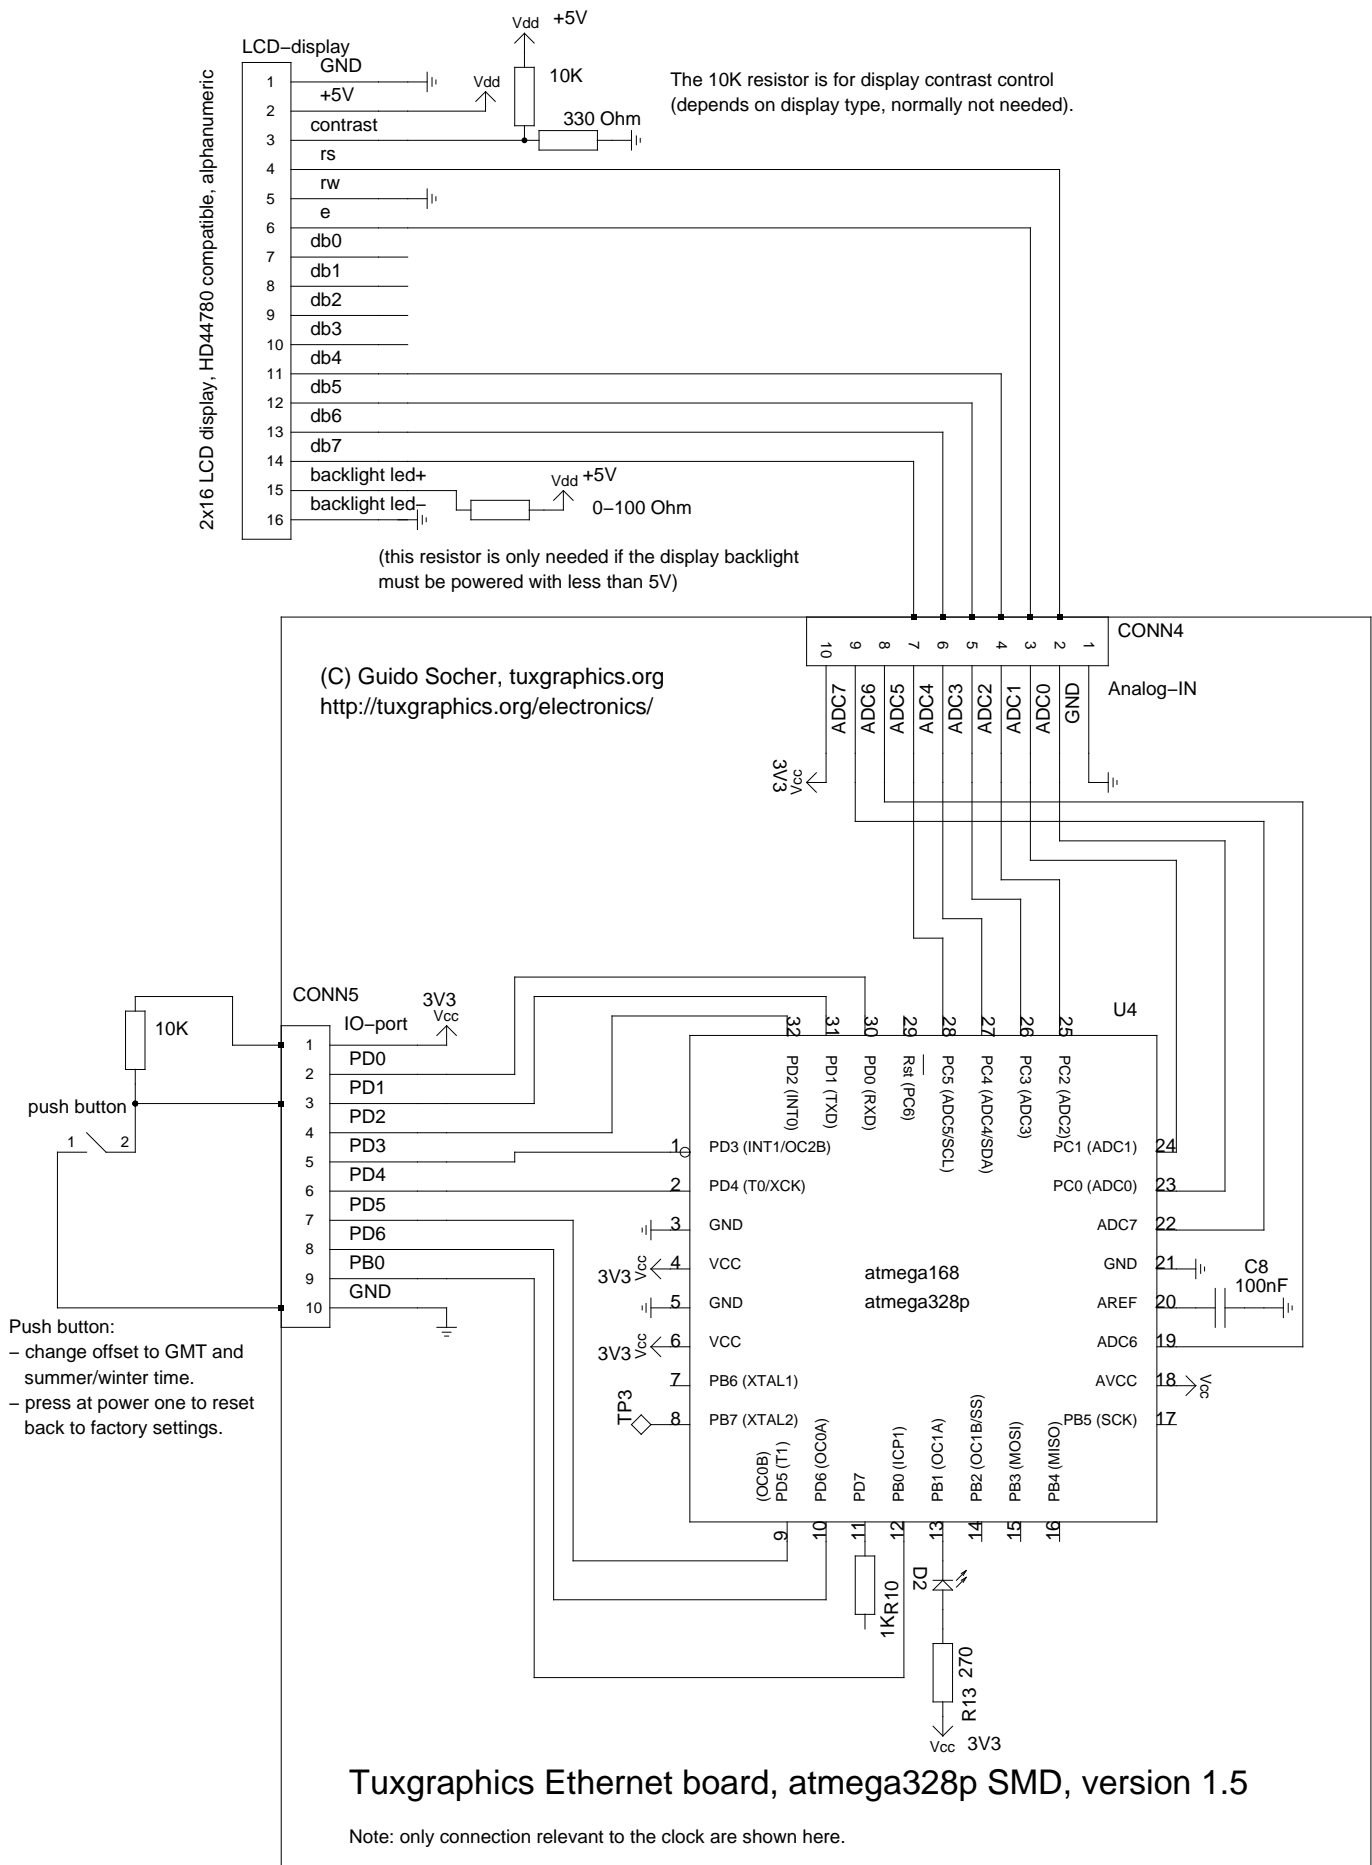 Vdd +5V
LCD–display
GND
1
+5V
2
Vdd
10K
The 10K resistor is for display contrast control
(depends on display type, normally not needed).
contrast
3
330 Ohm
rs
4
rw
5
e
6
db0
7
db1
8
db2
9
db3
10
db4
11
db5
12
db6
13
db7
14
backlight led+
15
Vdd +5V
backlight led–
0–100 Ohm
16
2x16 LCD display, HD44780 compatible, alphanumeric
(this resistor is only needed if the display backlight
must be powered with less than 5V)
CONN4
10 9 8 7 6 5 4 3 2 1
Analog–IN
ADC7 ADC6 ADC5 ADC4 ADC3 ADC2 ADC1 ADC0 GND
3V3 Vcc
(C) Guido Socher, tuxgraphics.org
http://tuxgraphics.org/electronics/
CONN5
3V3
Vcc
IO–port
10K
1
PD0
2
PD1
3
PD2
4
PD3
5
PD4
6
PD5
7
PD6
8
PB0
9
GND
10
push button
1 2
Push button:
– change offset to GMT and
summer/winter time.
– press at power one to reset
back to factory settings.
U4
32 31 30 29 28 27 26 25
PD2 (INT0)
PD1 (TXD)
PD0 (RXD)
Rst (PC6)
PC5 (ADC5/SCL)
PC4 (ADC4/SDA)
PC3 (ADC3)
PC2 (ADC2)
1 PD3 (INT1/OC2B)
PC1 (ADC1) 24
2 PD4 (T0/XCK)
PC0 (ADC0) 23
3 GND
ADC7 22
3V3 Vcc 4 VCC
GND 21
atmega168
atmega328p
C8
100nF
5 GND
AREF 20
3V3 Vcc 6 VCC
ADC6 19
7 PB6 (XTAL1)
AVCC 18 Vcc
TP3 8 PB7 (XTAL2)
PB5 (SCK) 17
(OC0B)
PD5 (T1)
PD6 (OC0A)
PD7
PB0 (ICP1)
PB1 (OC1A)
PB2 (OC1B/SS)
PB3 (MOSI)
PB4 (MISO)
9 10 11 12 13 14 15 16
D2
1K R10
R13 270
Vcc 3V3
Tuxgraphics Ethernet board, atmega328p SMD, version 1.5
Note: only connection relevant to the clock are shown here.